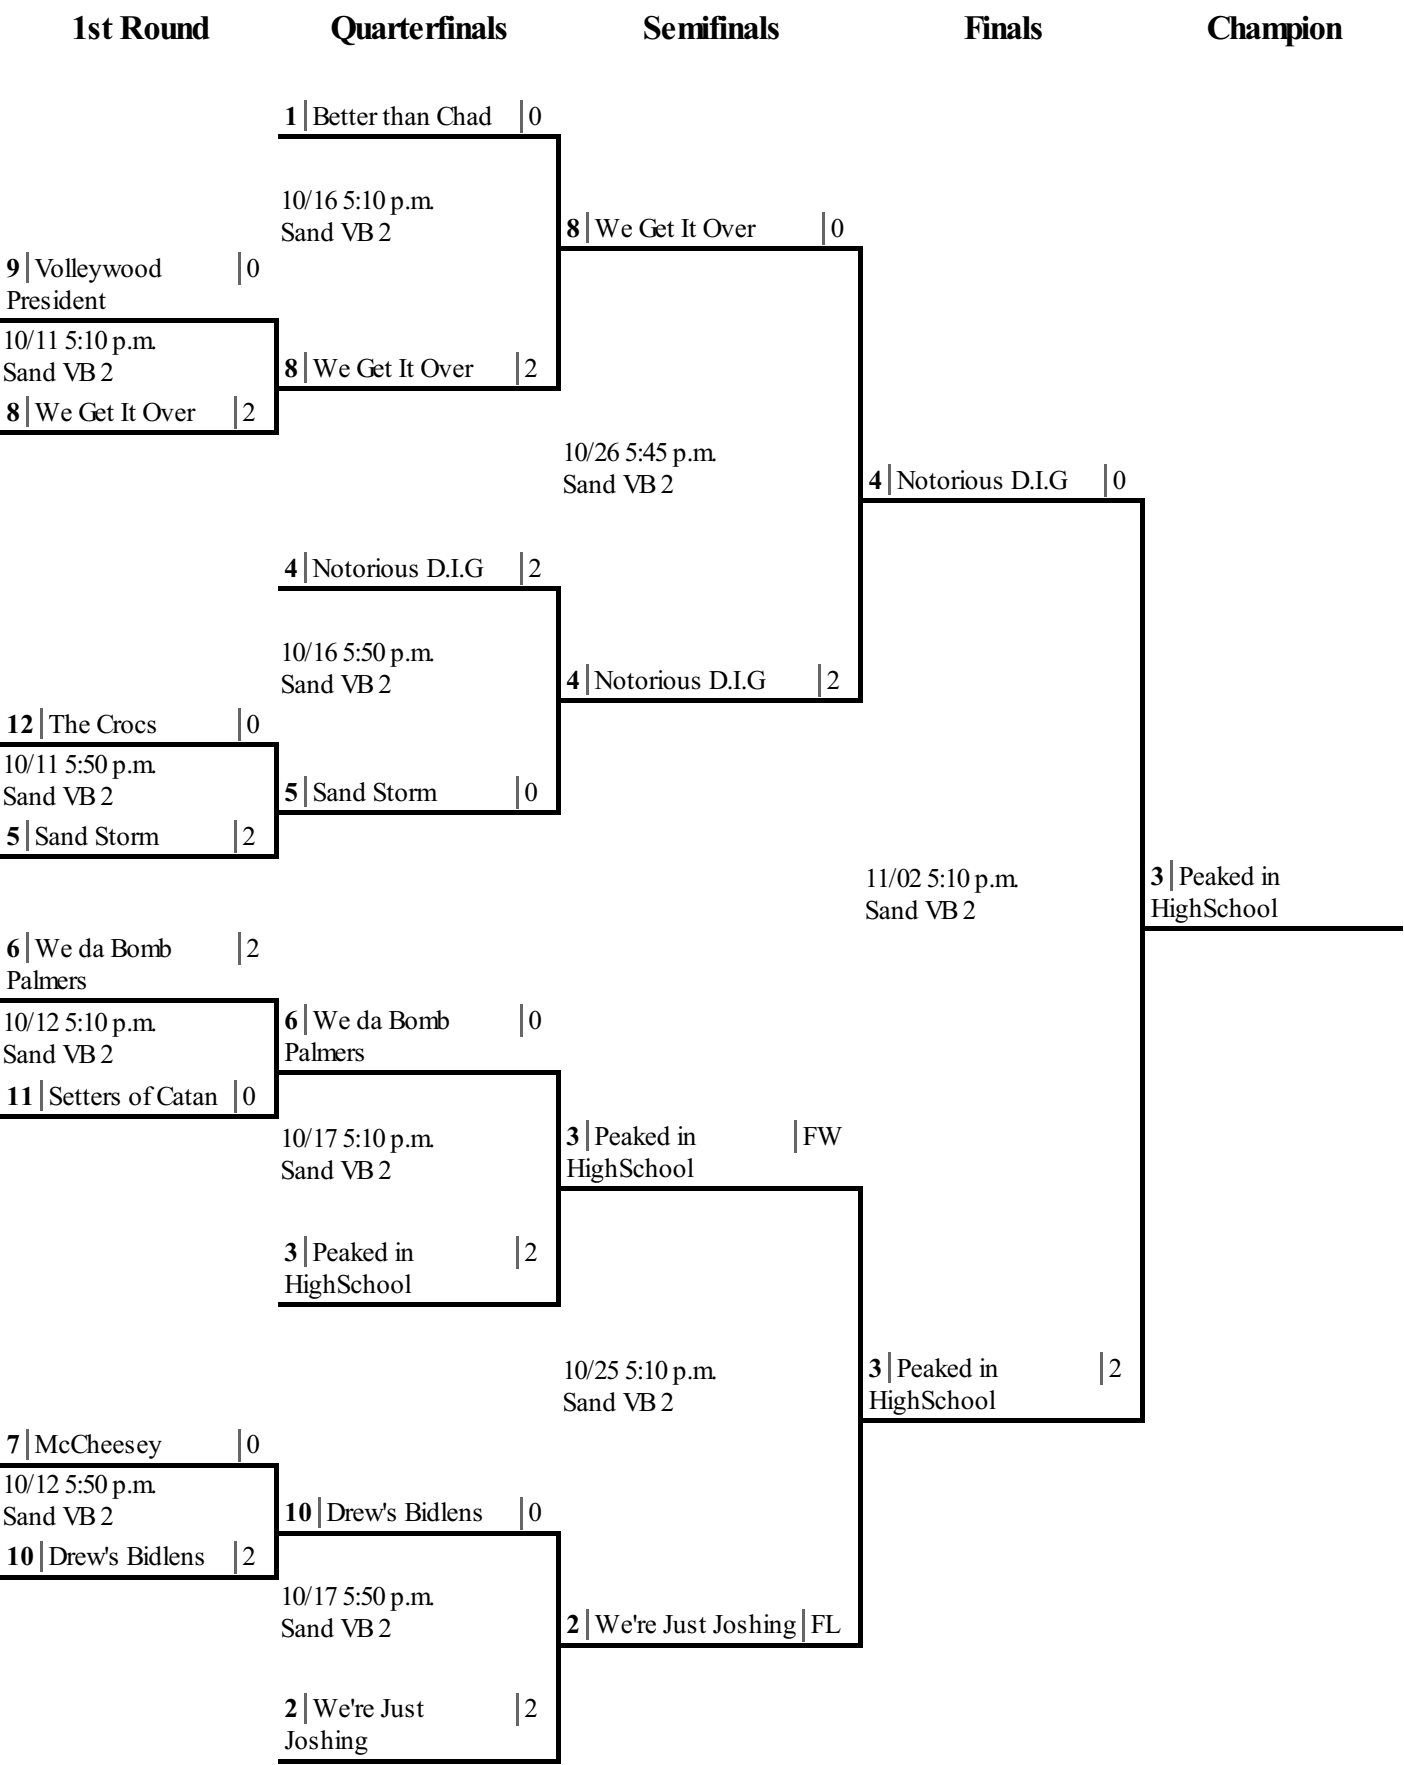 1st Round Quarterfinals Semifinals Finals Champion
1 Better than Chad 0
10/16 5:10 p.m.
Sand VB 2
8 We Get It Over 0
9 Volleywood 0
President
10/11 5:10 p.m.
Sand VB 2
8 We Get It Over 2
8 We Get It Over 2
10/26 5:45 p.m.
Sand VB 2
4 Notorious D.I.G 0
4 Notorious D.I.G 2
10/16 5:50 p.m.
Sand VB 2
4 Notorious D.I.G 2
12 The Crocs 0
10/11 5:50 p.m.
Sand VB 2
5 Sand Storm 0
5 Sand Storm 2
11/02 5:10 p.m.
Sand VB 2
3 Peaked in
HighSchool
6 We da Bomb 2
Palmers
10/12 5:10 p.m.
Sand VB 2
6 We da Bomb 0
Palmers
11 Setters of Catan 0
10/17 5:10 p.m.
Sand VB 2
3 Peaked in FW
HighSchool
3 Peaked in 2
HighSchool
10/25 5:10 p.m.
Sand VB 2
3 Peaked in 2
HighSchool
7 McCheesey 0
10/12 5:50 p.m.
Sand VB 2
10 Drew's Bidlens 0
10 Drew's Bidlens 2
10/17 5:50 p.m.
Sand VB 2
2 We're Just Joshing FL
2 We're Just 2
Joshing